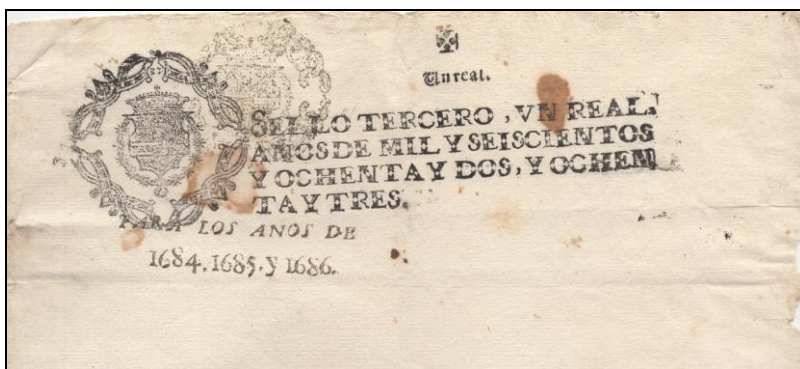 Un real.
SELLO TERCERO, VN REAL,
AÑOS DE MIL Y SEISCIENTOS
Y OCHENTA Y DOS, Y OCHEN
TA Y TRES.
PARA LOS ANOS DE
1684. 1685. y 1686.